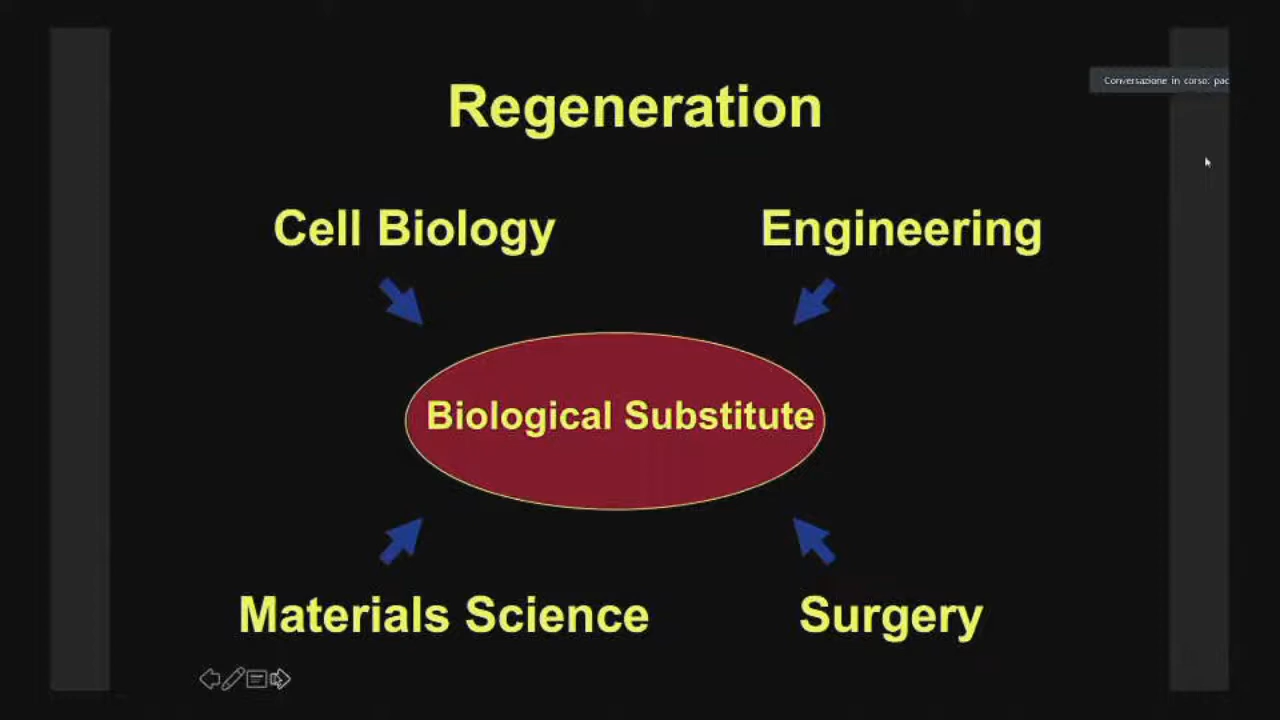 Regeneration
Conversazione in corso: pac
Cell Biology
Engineering
Biological Substitute
Materials Science
Surgery